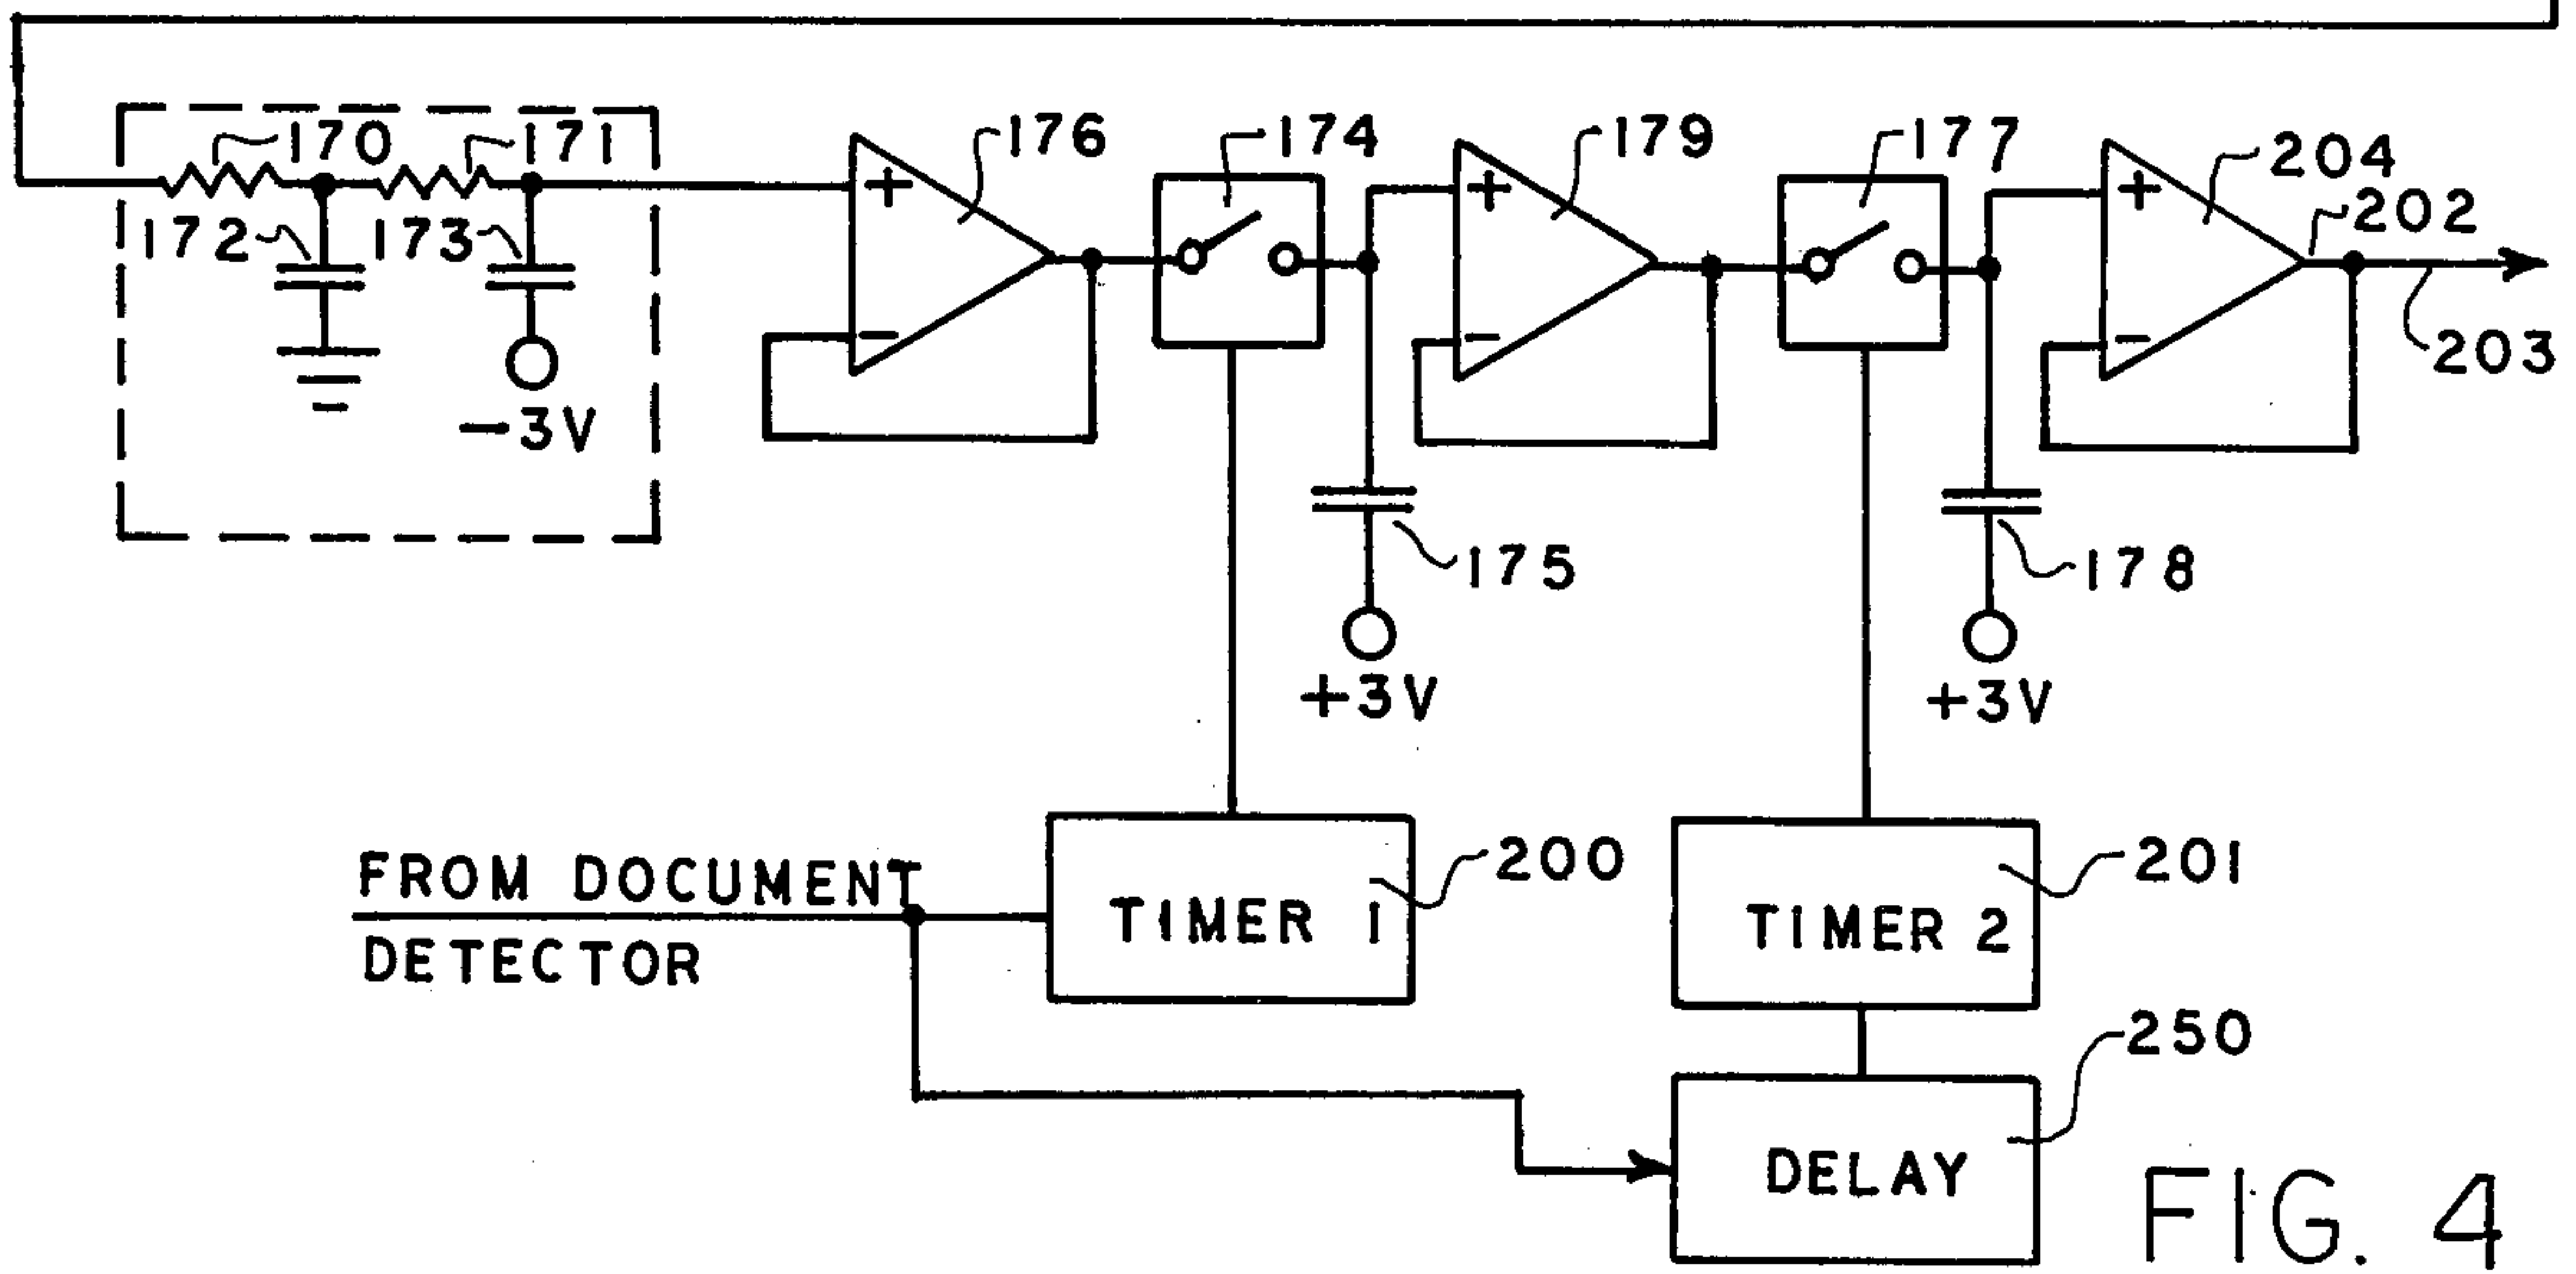 170
171
172
173
-3V
176
174
179
177
204
202
203
175
+3V
178
+3V
FROM DOCUMENT
DETECTOR
TIMER 1
200
TIMER 2
201
DELAY
250
FIG. 4